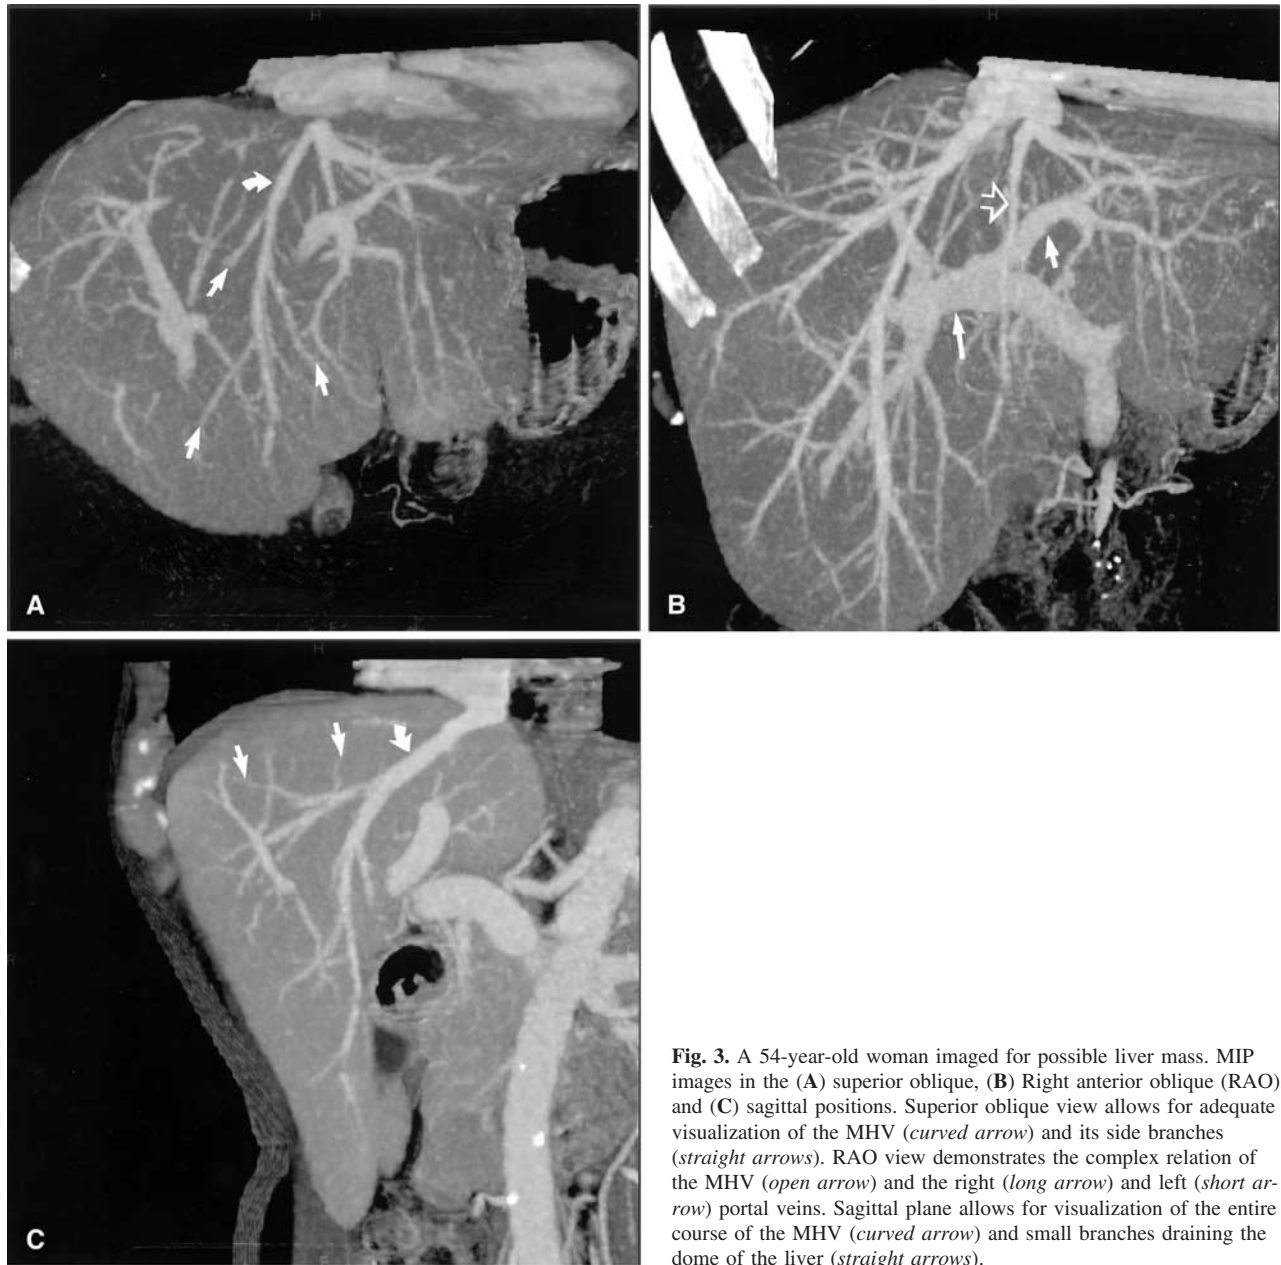 H
H
R
A
B
H
R
C
Fig. 3. A 54-year-old woman imaged for possible liver mass. MIP
images in the (A) superior oblique, (B) Right anterior oblique (RAO)
and (C) sagittal positions. Superior oblique view allows for adequate
visualization of the MHV (curved arrow) and its side branches
(straight arrows). RAO view demonstrates the complex relation of
the MHV (open arrow) and the right (long arrow) and left (short ar-
row) portal veins. Sagittal plane allows for visualization of the entire
course of the MHV (curved arrow) and small branches draining the
dome of the liver (straight arrows).